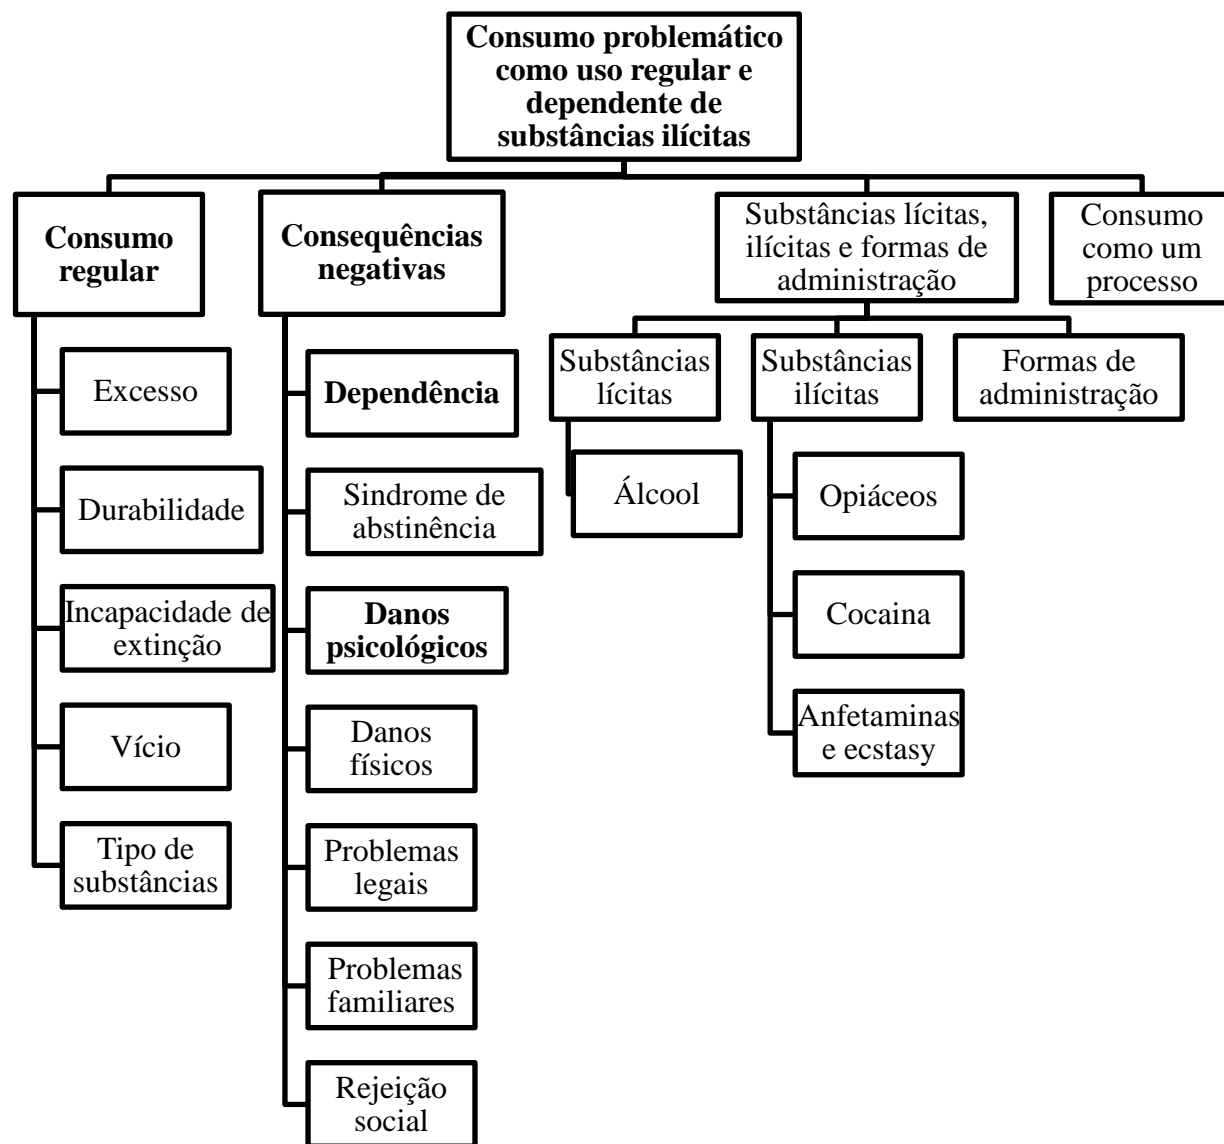 Consumo problemático
como uso regular e
dependente de
substâncias ilícitas
Consumo
regular
Excesso
Durabilidade
Incapacidade de
extinção
Vício
Tipo de
substâncias
Consequências
negativas
Dependência
Sindrome de
abstinência
Danos
psicológicos
Danos
físicos
Problemas
legais
Problemas
familiares
Rejeição
social
Substâncias lícitas,
ilícitas e formas de
administração
Substâncias
lícitas
Álcool
Substâncias
ilícitas
Opiáceos
Cocaina
Anfetaminas
e ecstasy
Formas de
administração
Consumo
como um
processo